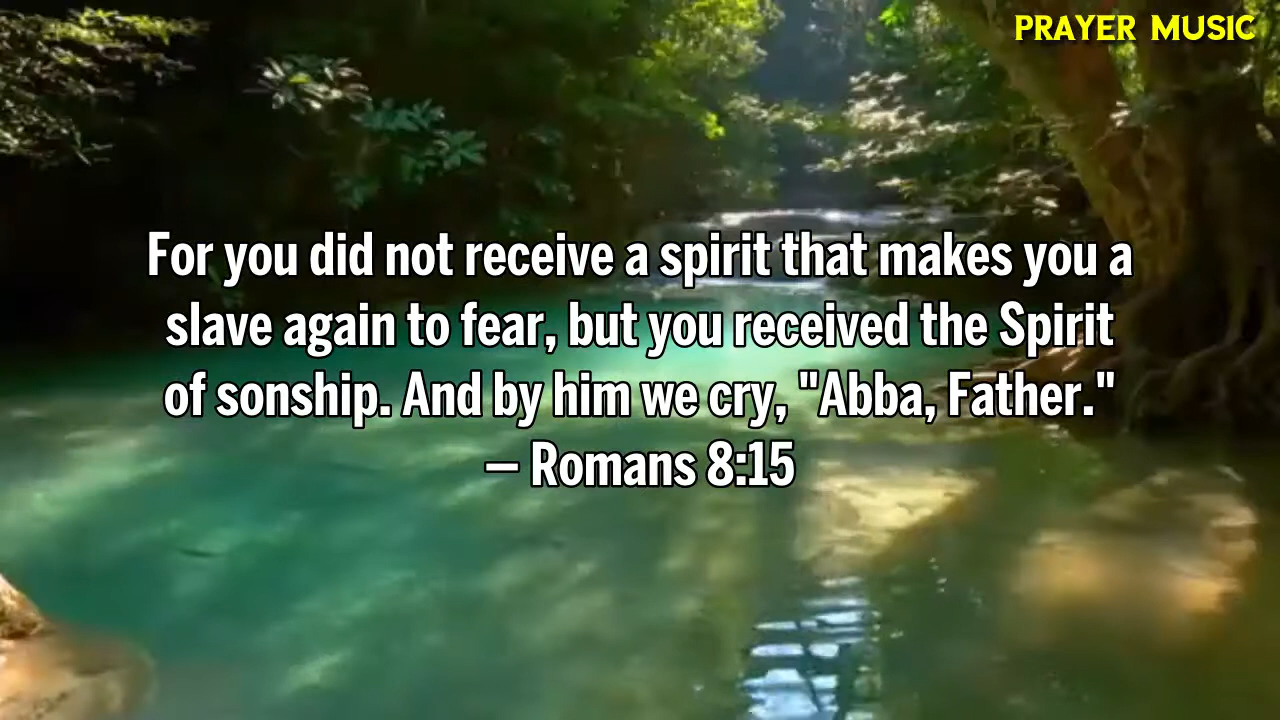 PRAYER MUSIC
For you did not receive a spirit that makes you a
slave again to fear, but you received the Spirit
of sonship. And by him we cry, "Abba, Father."
– Romans 8:15